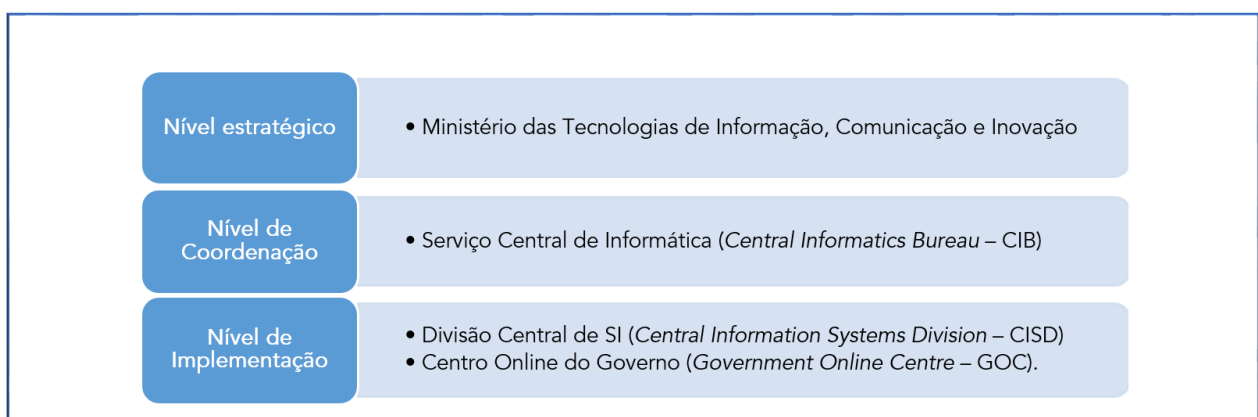 Nível estratégico
• Ministério das Tecnologias de Informação, Comunicação e Inovação
Nível de
Coordenação
• Serviço Central de Informática (Central Informatics Bureau – CIB)
Nível de
Implementação
• Divisão Central de SI (Central Information Systems Division – CISD)
• Centro Online do Governo (Government Online Centre – GOC).